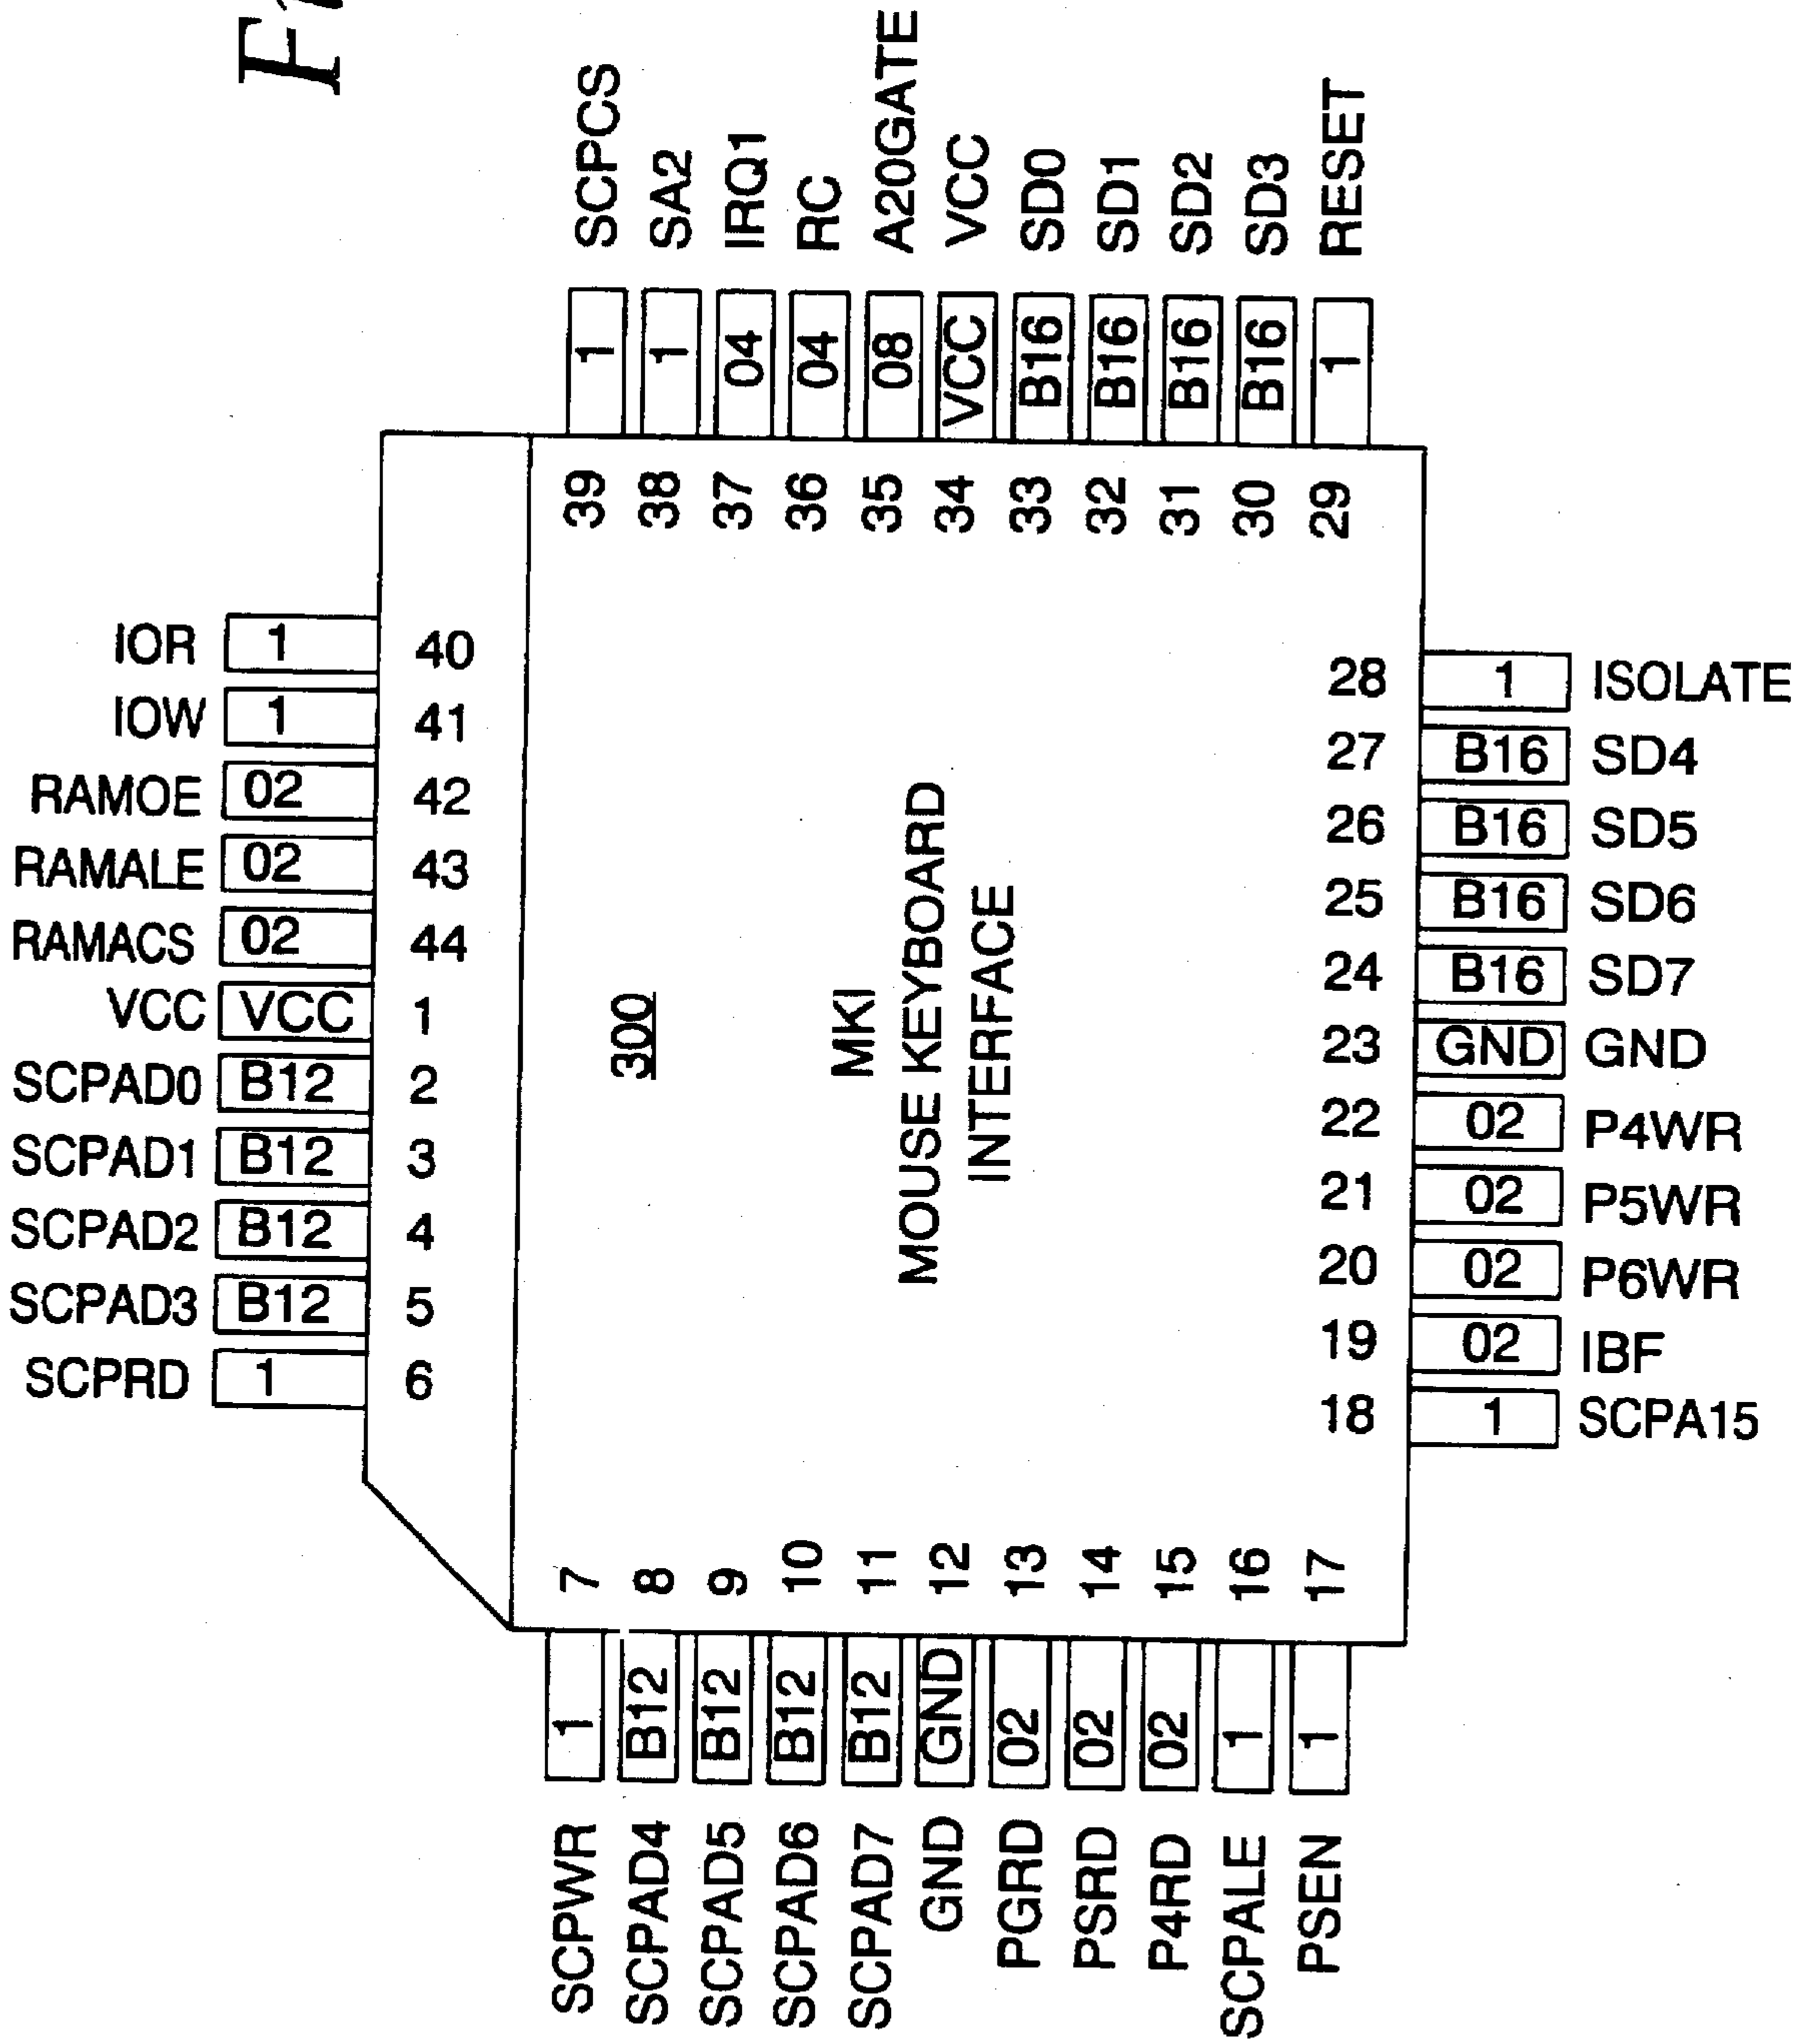 SCPCS
SA2
IRQ1
RC
A20GATE
VCC
SD0
SD1
SD2
SD3
RESET
1
1
04
04
08
VCC
B16
B16
B16
B16
1
39
38
37
36
35
34
33
32
31
30
29
IOR 1 40
IOW 1 41
RAMOE 02 42
RAMALE 02 43
RAMACS 02 44
VCC VCC 1
SCPAD0 B12 2
SCPAD1 B12 3
SCPAD2 B12 4
SCPAD3 B12 5
SCPRD 1 6
300
MKI
MOUSE KEYBOARD
INTERFACE
28 1 ISOLATE
27 B16 SD4
26 B16 SD5
25 B16 SD6
24 B16 SD7
23 GND GND
22 02 P4WR
21 02 P5WR
20 02 P6WR
19 02 IBF
18 1 SCPA15
7
8
9
10
11
12
13
14
15
16
17
1
B12
B12
B12
B12
GND
02
02
02
1
1
SCPWR
SCPAD4
SCPAD5
SCPAD6
SCPAD7
GND
PGRD
PSRD
P4RD
SCPALE
PSEN